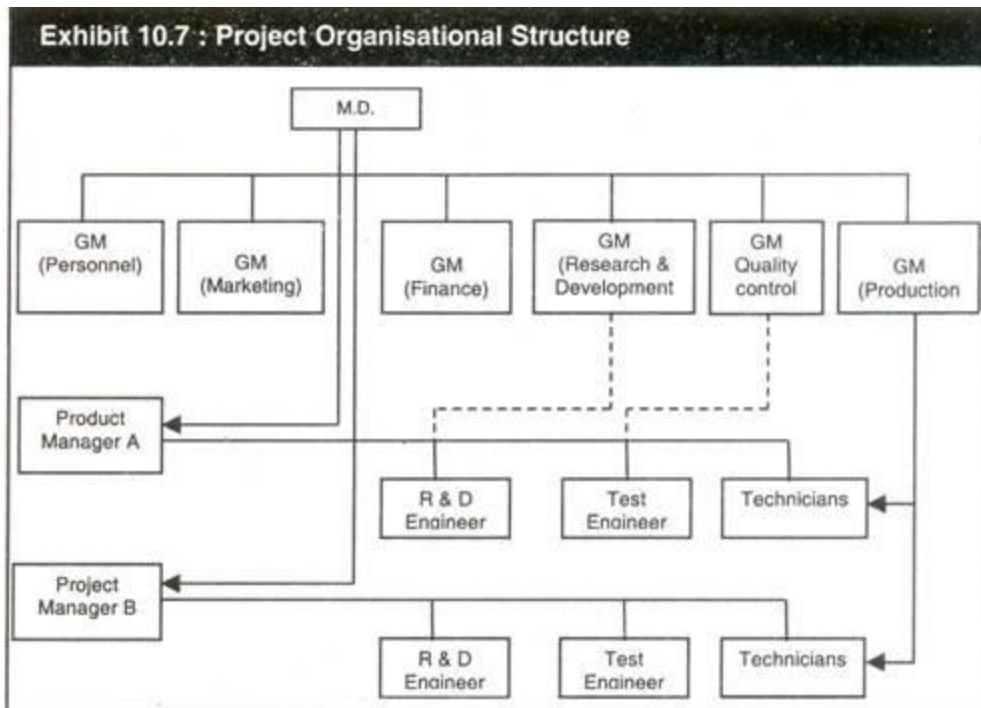 Exhibit 10.7 : Project Organisational Structure
M.D.
GM
(Personnel)
GM
(Marketing)
GM
(Finance)
GM
(Research &
Development
GM
Quality
control
GM
(Production
Product
Manager A
R & D
Engineer
Test
Engineer
Technicians
Project
Manager B
R & D
Engineer
Test
Engineer
Technicians